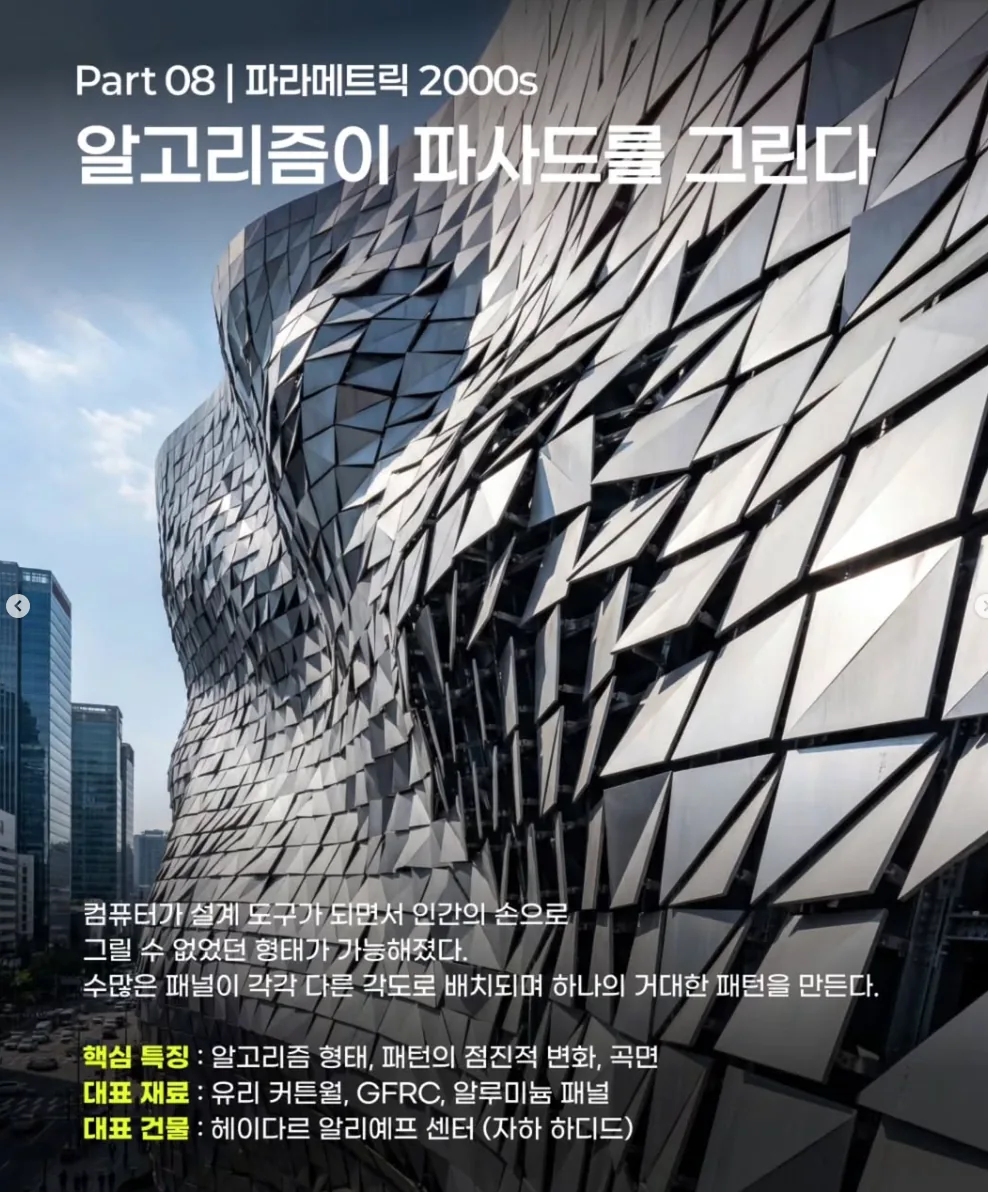 Part 08 | 파라메트릭 2000s
알고리즘이 파사드를 그린다
컴퓨터가 설계 도구가 되면서 인간의 손으로
그릴 수 없었던 형태가 가능해졌다.
수많은 패널이 각각 다른 각도로 배치되며 하나의 거대한 패턴을 만든다.
핵심 특징 : 알고리즘 형태, 패턴의 점진적 변화, 곡면
대표 재료 : 유리 커튼월, GFRC, 알루미늄 패널
대표 건물 : 헤이다르 알리예프 센터 (자하 하디드)